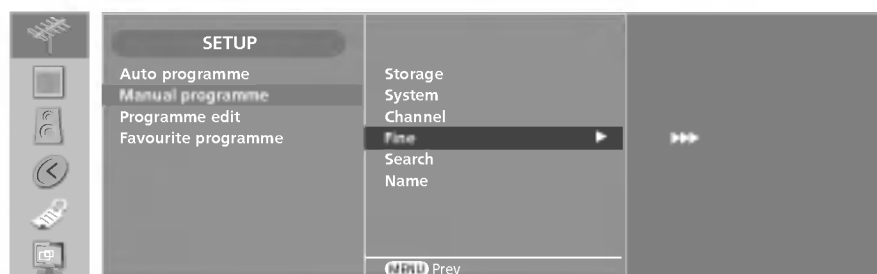 SETUP
Auto programme
Manual programme
Programme edit
Favourite programme
Storage
System
Channel
Fine
Search
Name
MENU Prev